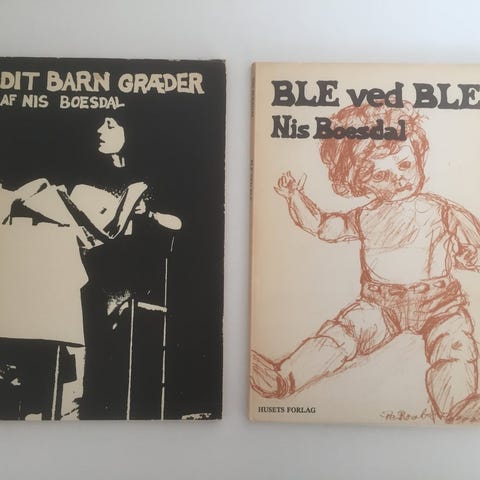 DIT BARN GRÆDER
AF NIS BOESDAL
BLE ved BLE
Nis Boesdal
HUSETS FORLAG